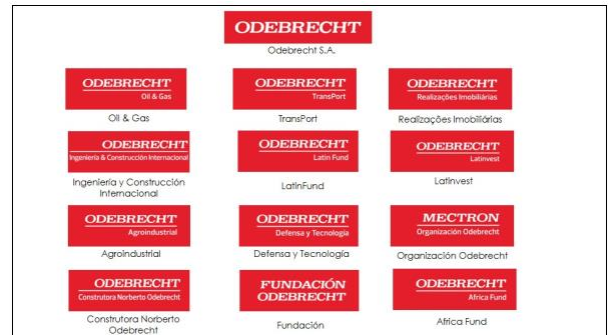 ODEBRECHT
Odebrecht S.A.
ODEBRECHT
Oil & Gas
Oil & Gas
ODEBRECHT
TransPort
TransPort
ODEBRECHT
Realizações Imobiliárias
Realizações Imobiliárias
ODEBRECHT
Ingeniería & Construcción Internacional
Ingeniería y Construcción
Internacional
ODEBRECHT
Latin Fund
LatinFund
ODEBRECHT
Latinvest
Latinvest
ODEBRECHT
Agroindustrial
Agroindustrial
ODEBRECHT
Defensa y Tecnología
Defensa y Tecnología
MECTRON
Organización Odebrecht
Organización Odebrecht
ODEBRECHT
Construtora Norberto Odebrecht
Construtora Norberto
Odebrecht
FUNDACIÓN
ODEBRECHT
Fundación
ODEBRECHT
Africa Fund
Africa Fund